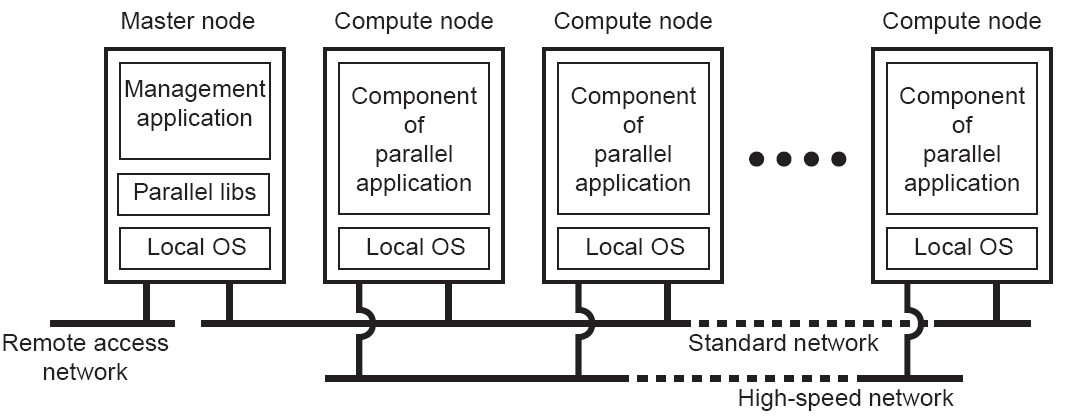 Master node
Compute node
Compute node
Compute node
Management
application
Parallel libs
Local OS
Component
of
parallel
application
Local OS
Component
of
parallel
application
Local OS
Component
of
parallel
application
Local OS
Remote access
network
Standard network
High-speed network